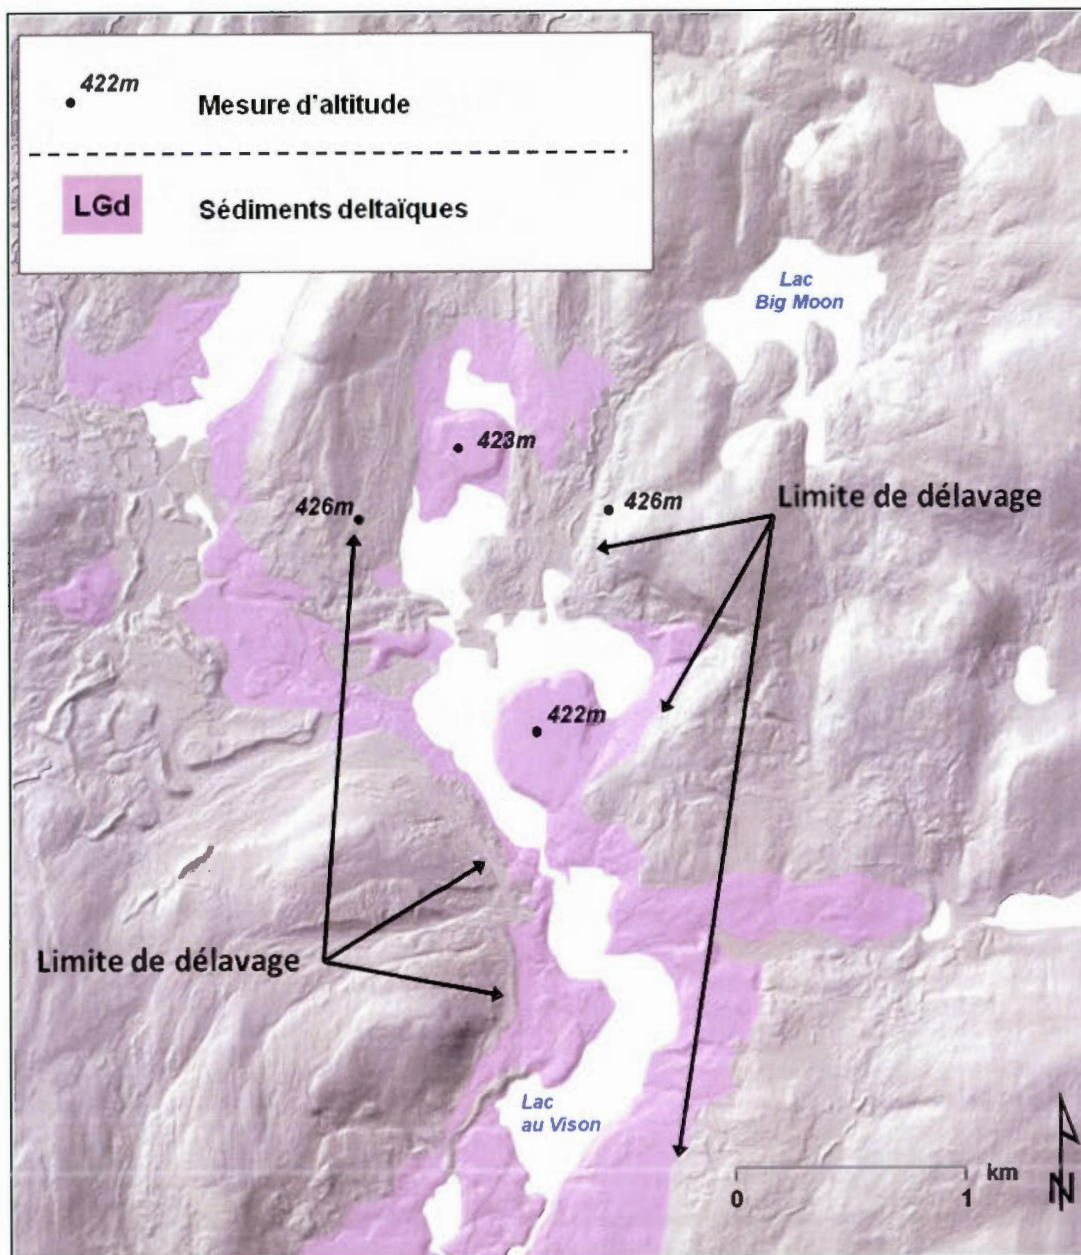 422m
Mesure d'altitude
LGd
Sédiments deltaïques
Lac
Big Moon
423m
426m
426m
Limite de délavage
422m
Limite de délavage
Lac
au Vison
km
0
1
N